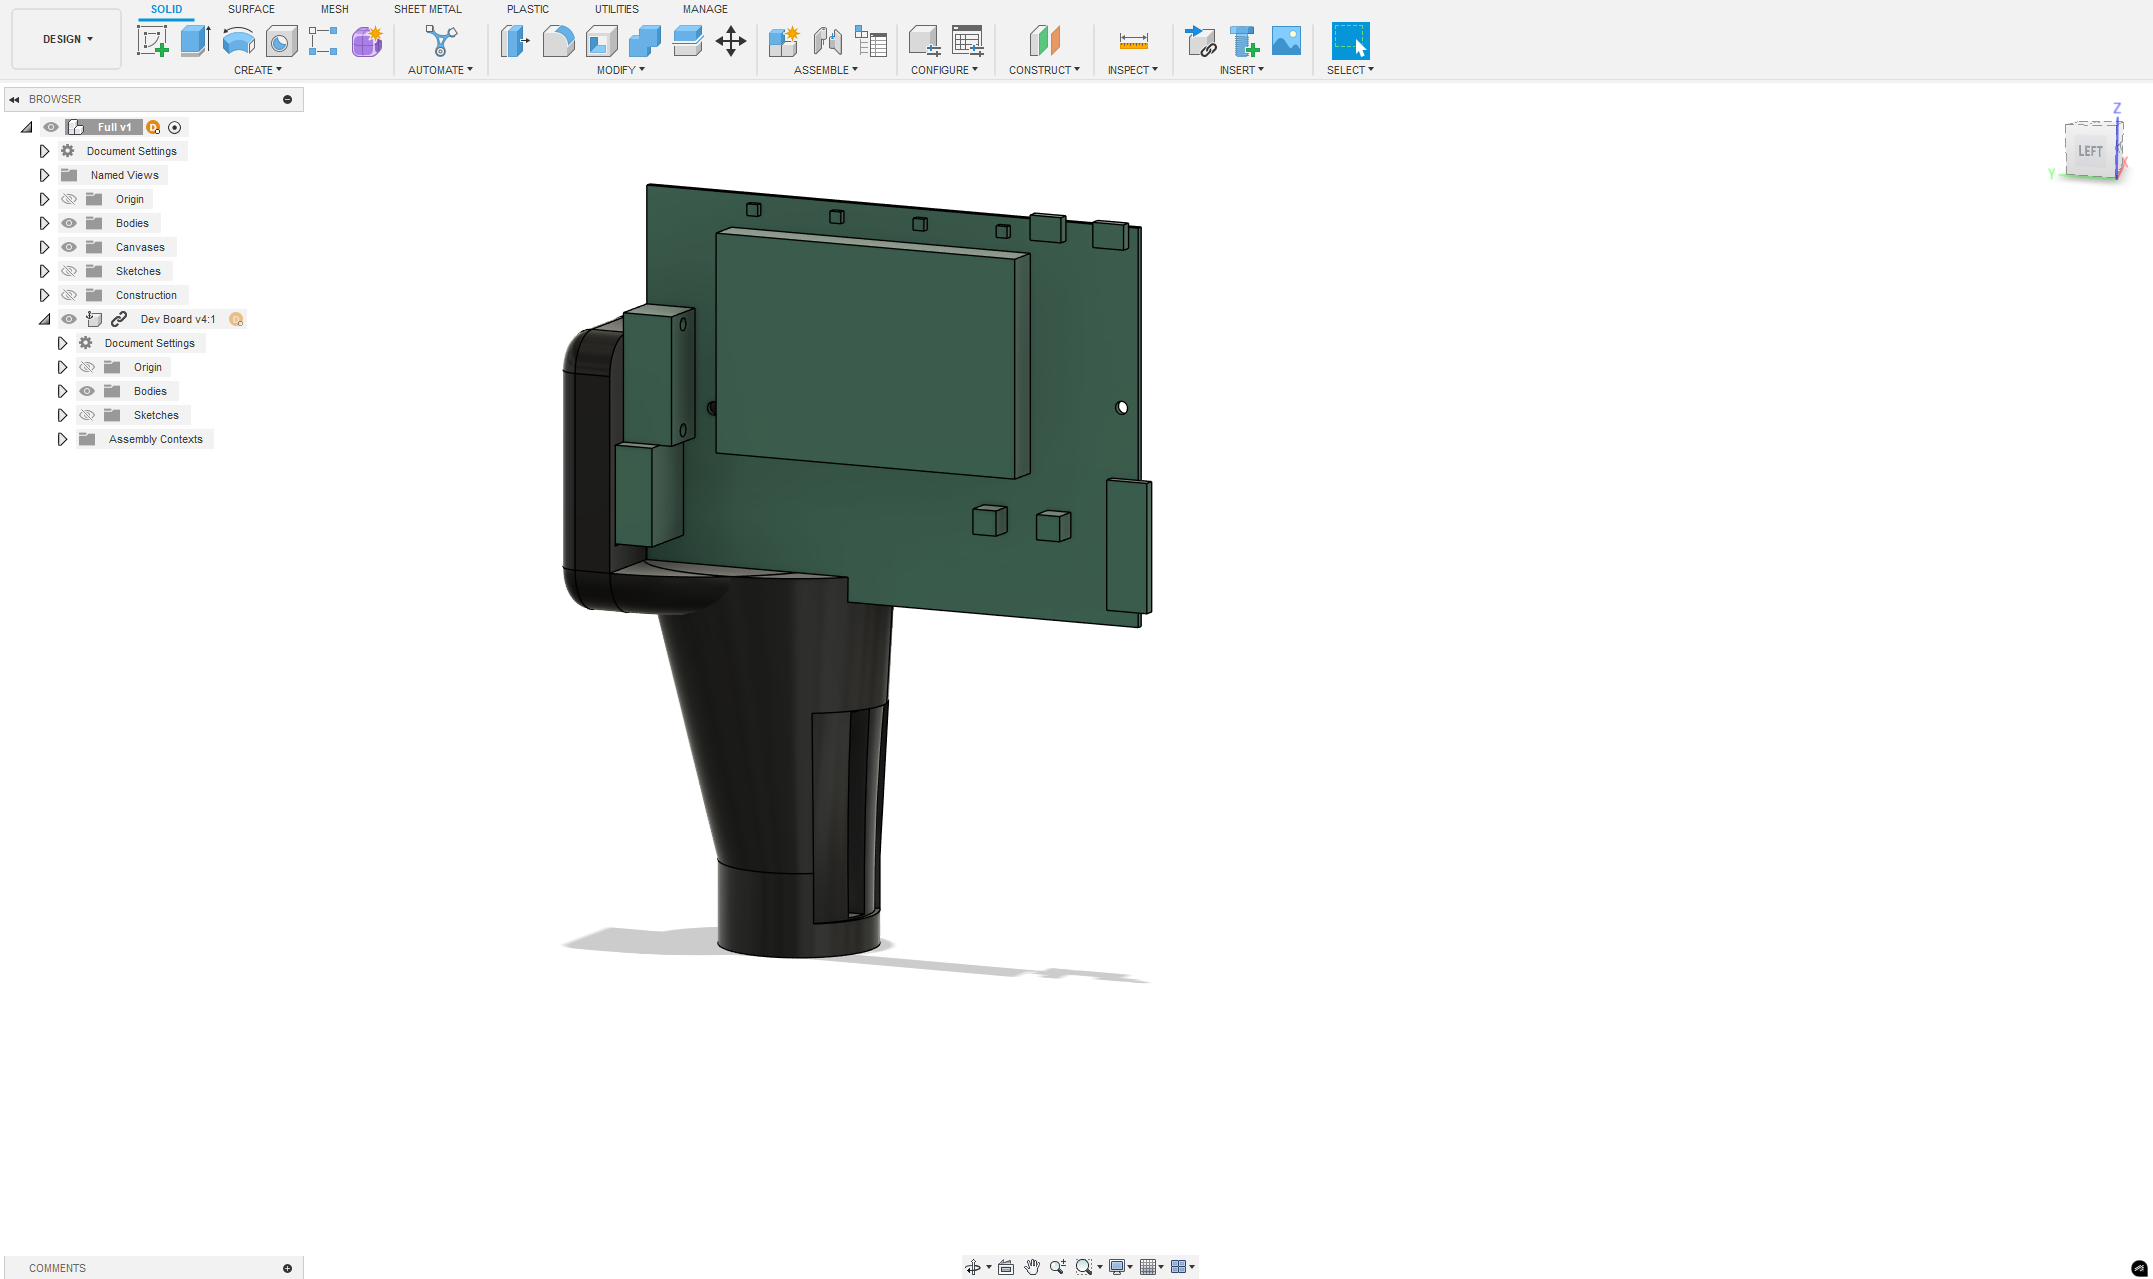 SOLID SURFACE MESH SHEET METAL PLASTIC UTILITIES MANAGE
DESIGN
CREATE AUTOMATE MODIFY ASSEMBLE CONFIGURE CONSTRUCT INSPECT INSERT SELECT
BROWSER
Full v1
Document Settings
Named Views
Origin
Bodies
Canvases
Sketches
Construction
Dev Board v4:1
Document Settings
Origin
Bodies
Sketches
Assembly Contexts
Z
LEFT
X
Y
COMMENTS